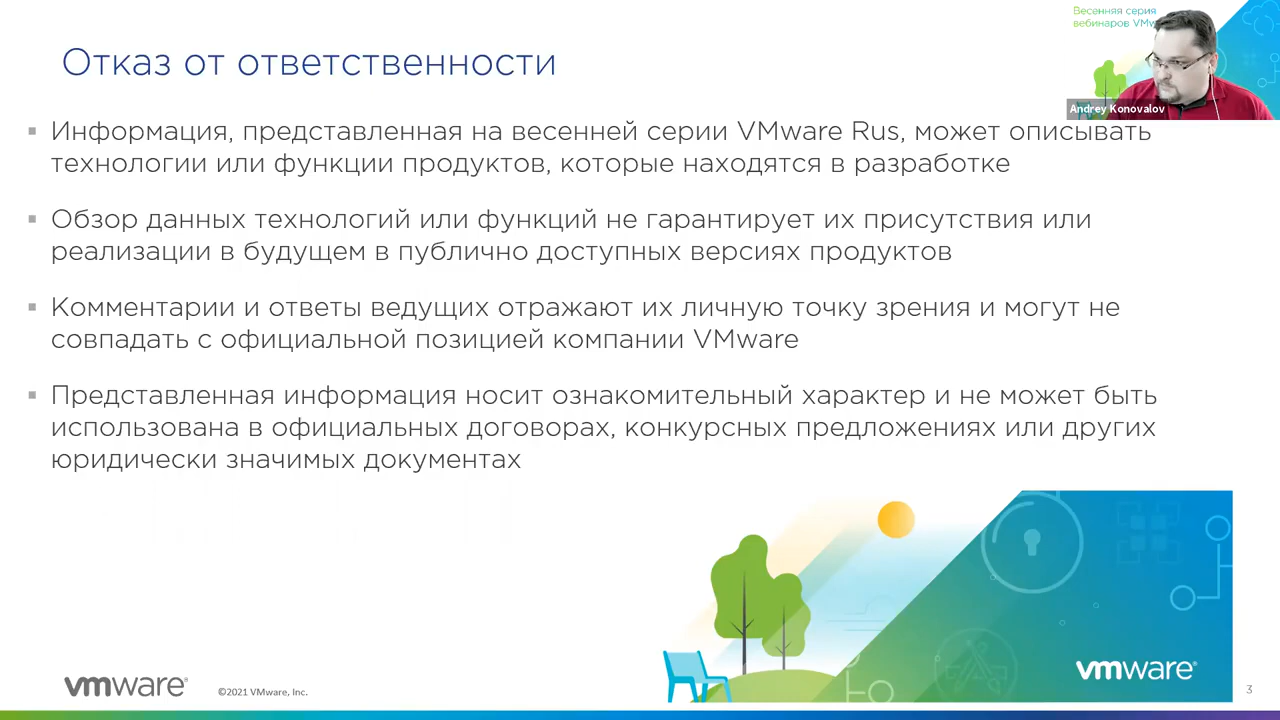 Весенняя серия
вебинаров VMw
Отказ от ответственности
Andrey Konovalov
▪ Информация, представленная на весенней серии VMware Rus, может описывать
технологии или функции продуктов, которые находятся в разработке
▪ Обзор данных технологий или функций не гарантирует их присутствия или
реализации в будущем в публично доступных версиях продуктов
▪ Комментарии и ответы ведущих отражают их личную точку зрения и могут не
совпадать с официальной позицией компании VMware
▪ Представленная информация носит ознакомительный характер и не может быть
использована в официальных договорах, конкурсных предложениях или других
юридически значимых документах
vmware®
vmware®
©2021 VMware, Inc.
3